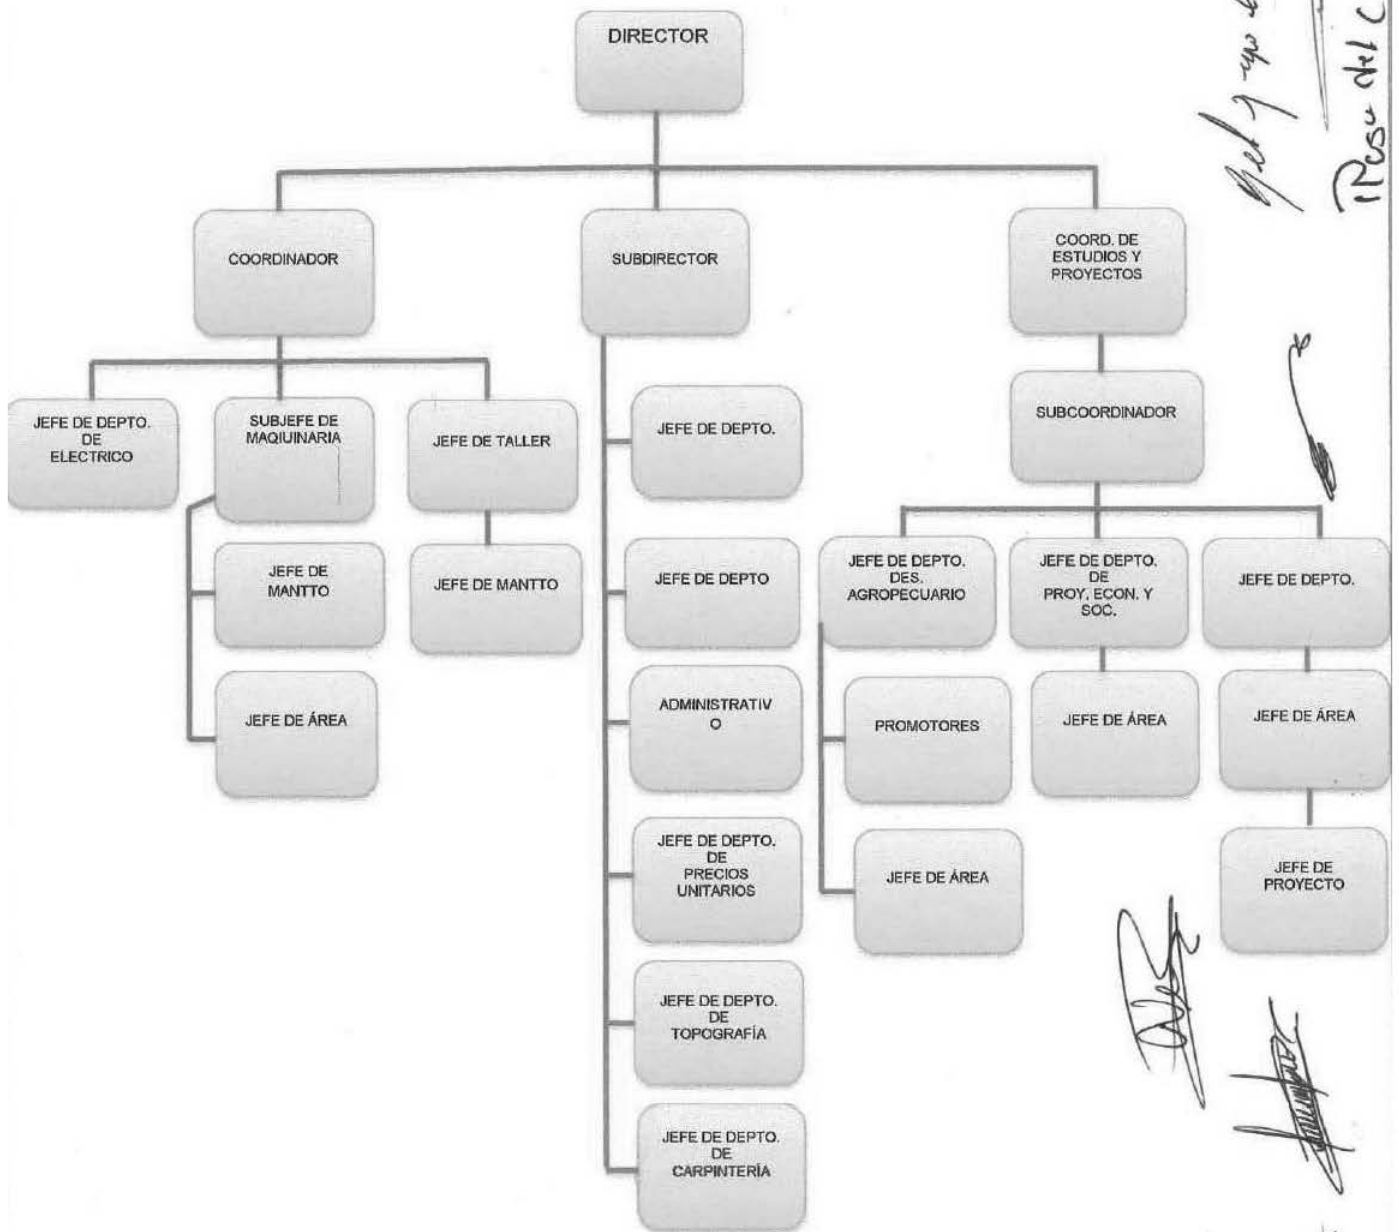 DIRECTOR
COORDINADOR
SUBDIRECTOR
COORD. DE
ESTUDIOS Y
PROYECTOS
JEFE DE DEPTO.
DE
ELECTRICO
SUBJEFE DE
MAQIUINARIA
JEFE DE TALLER
JEFE DE
MANTTO
JEFE DE MANTTO
JEFE DE ÁREA
JEFE DE DEPTO.
JEFE DE DEPTO
ADMINISTRATIV
O
JEFE DE DEPTO.
DE
PRECIOS
UNITARIOS
JEFE DE DEPTO.
DE
TOPOGRAFÍA
JEFE DE DEPTO.
DE
CARPINTERÍA
SUBCOORDINADOR
JEFE DE DEPTO.
DES.
AGROPECUARIO
JEFE DE DEPTO.
DE
PROY. ECON. Y
SOC.
JEFE DE DEPTO.
PROMOTORES
JEFE DE ÁREA
JEFE DE ÁREA
JEFE DE ÁREA
JEFE DE
PROYECTO